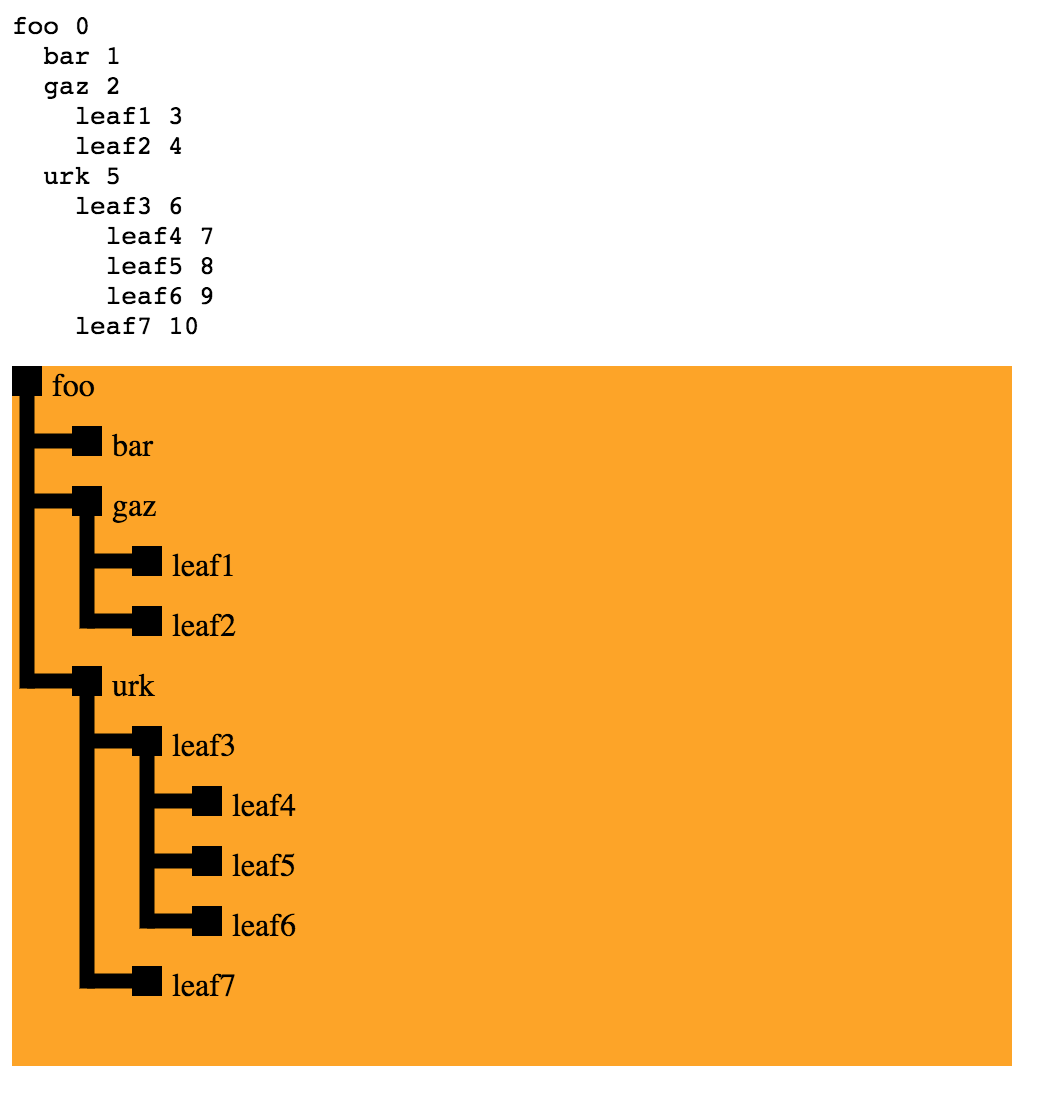 foo 0
bar 1
gaz 2
leaf1 3
leaf2 4
urk 5
leaf3 6
leaf4 7
leaf5 8
leaf6 9
leaf7 10
foo
bar
gaz
leaf1
leaf2
urk
leaf3
leaf4
leaf5
leaf6
leaf7